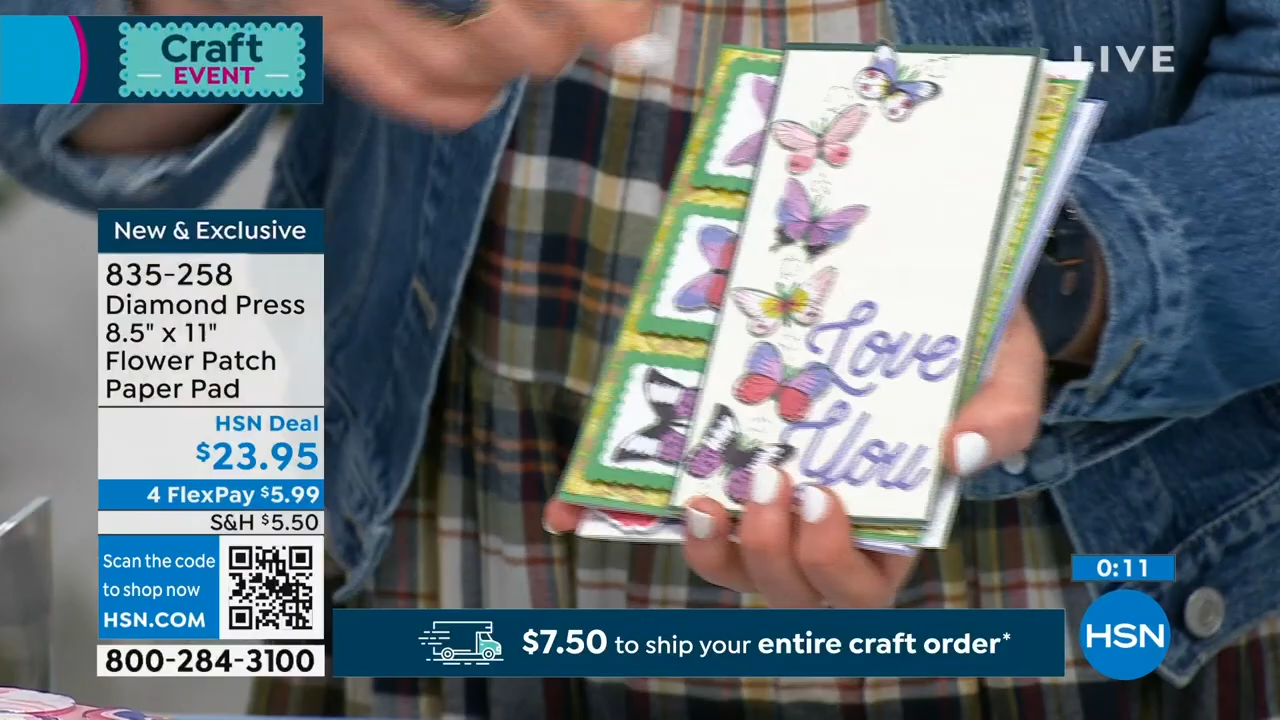 Craft
EVENT
LIVE
New & Exclusive
835-258
Diamond Press
8.5" x 11"
Flower Patch
Paper Pad
HSN Deal
$23.95
4 FlexPay $5.99
S&H $5.50
Scan the code
to shop now
HSN.COM
800-284-3100
Love
You
0:11
$7.50 to ship your entire craft order*
HSN